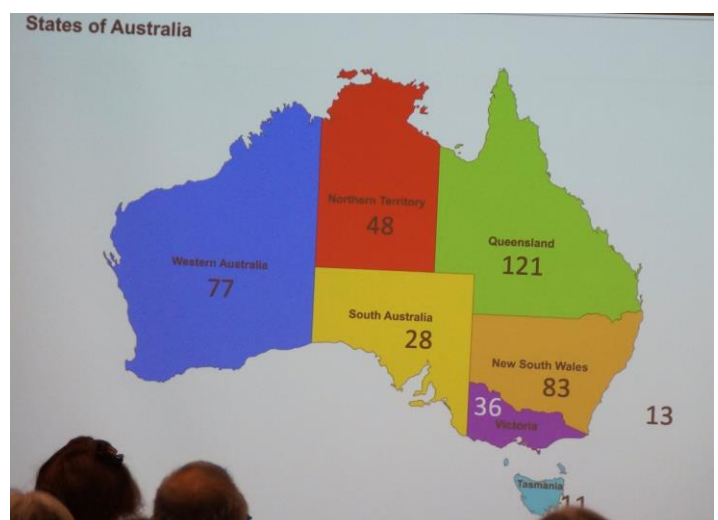 States of Australia
Northern Territory
48
Queensland
121
Western Australia
77
South Australia
28
New South Wales
83
36
Victoria
13
Tasmania
11